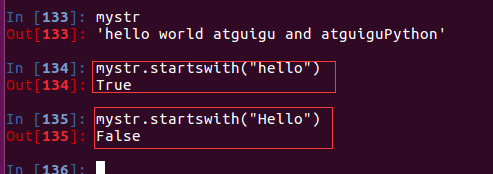 In [133]: mystr
Out[133]: 'hello world atguigu and atguiguPython'
In [134]: mystr.startswith("hello")
Out[134]: True
In [135]: mystr.startswith("Hello")
Out[135]: False
In [136]: